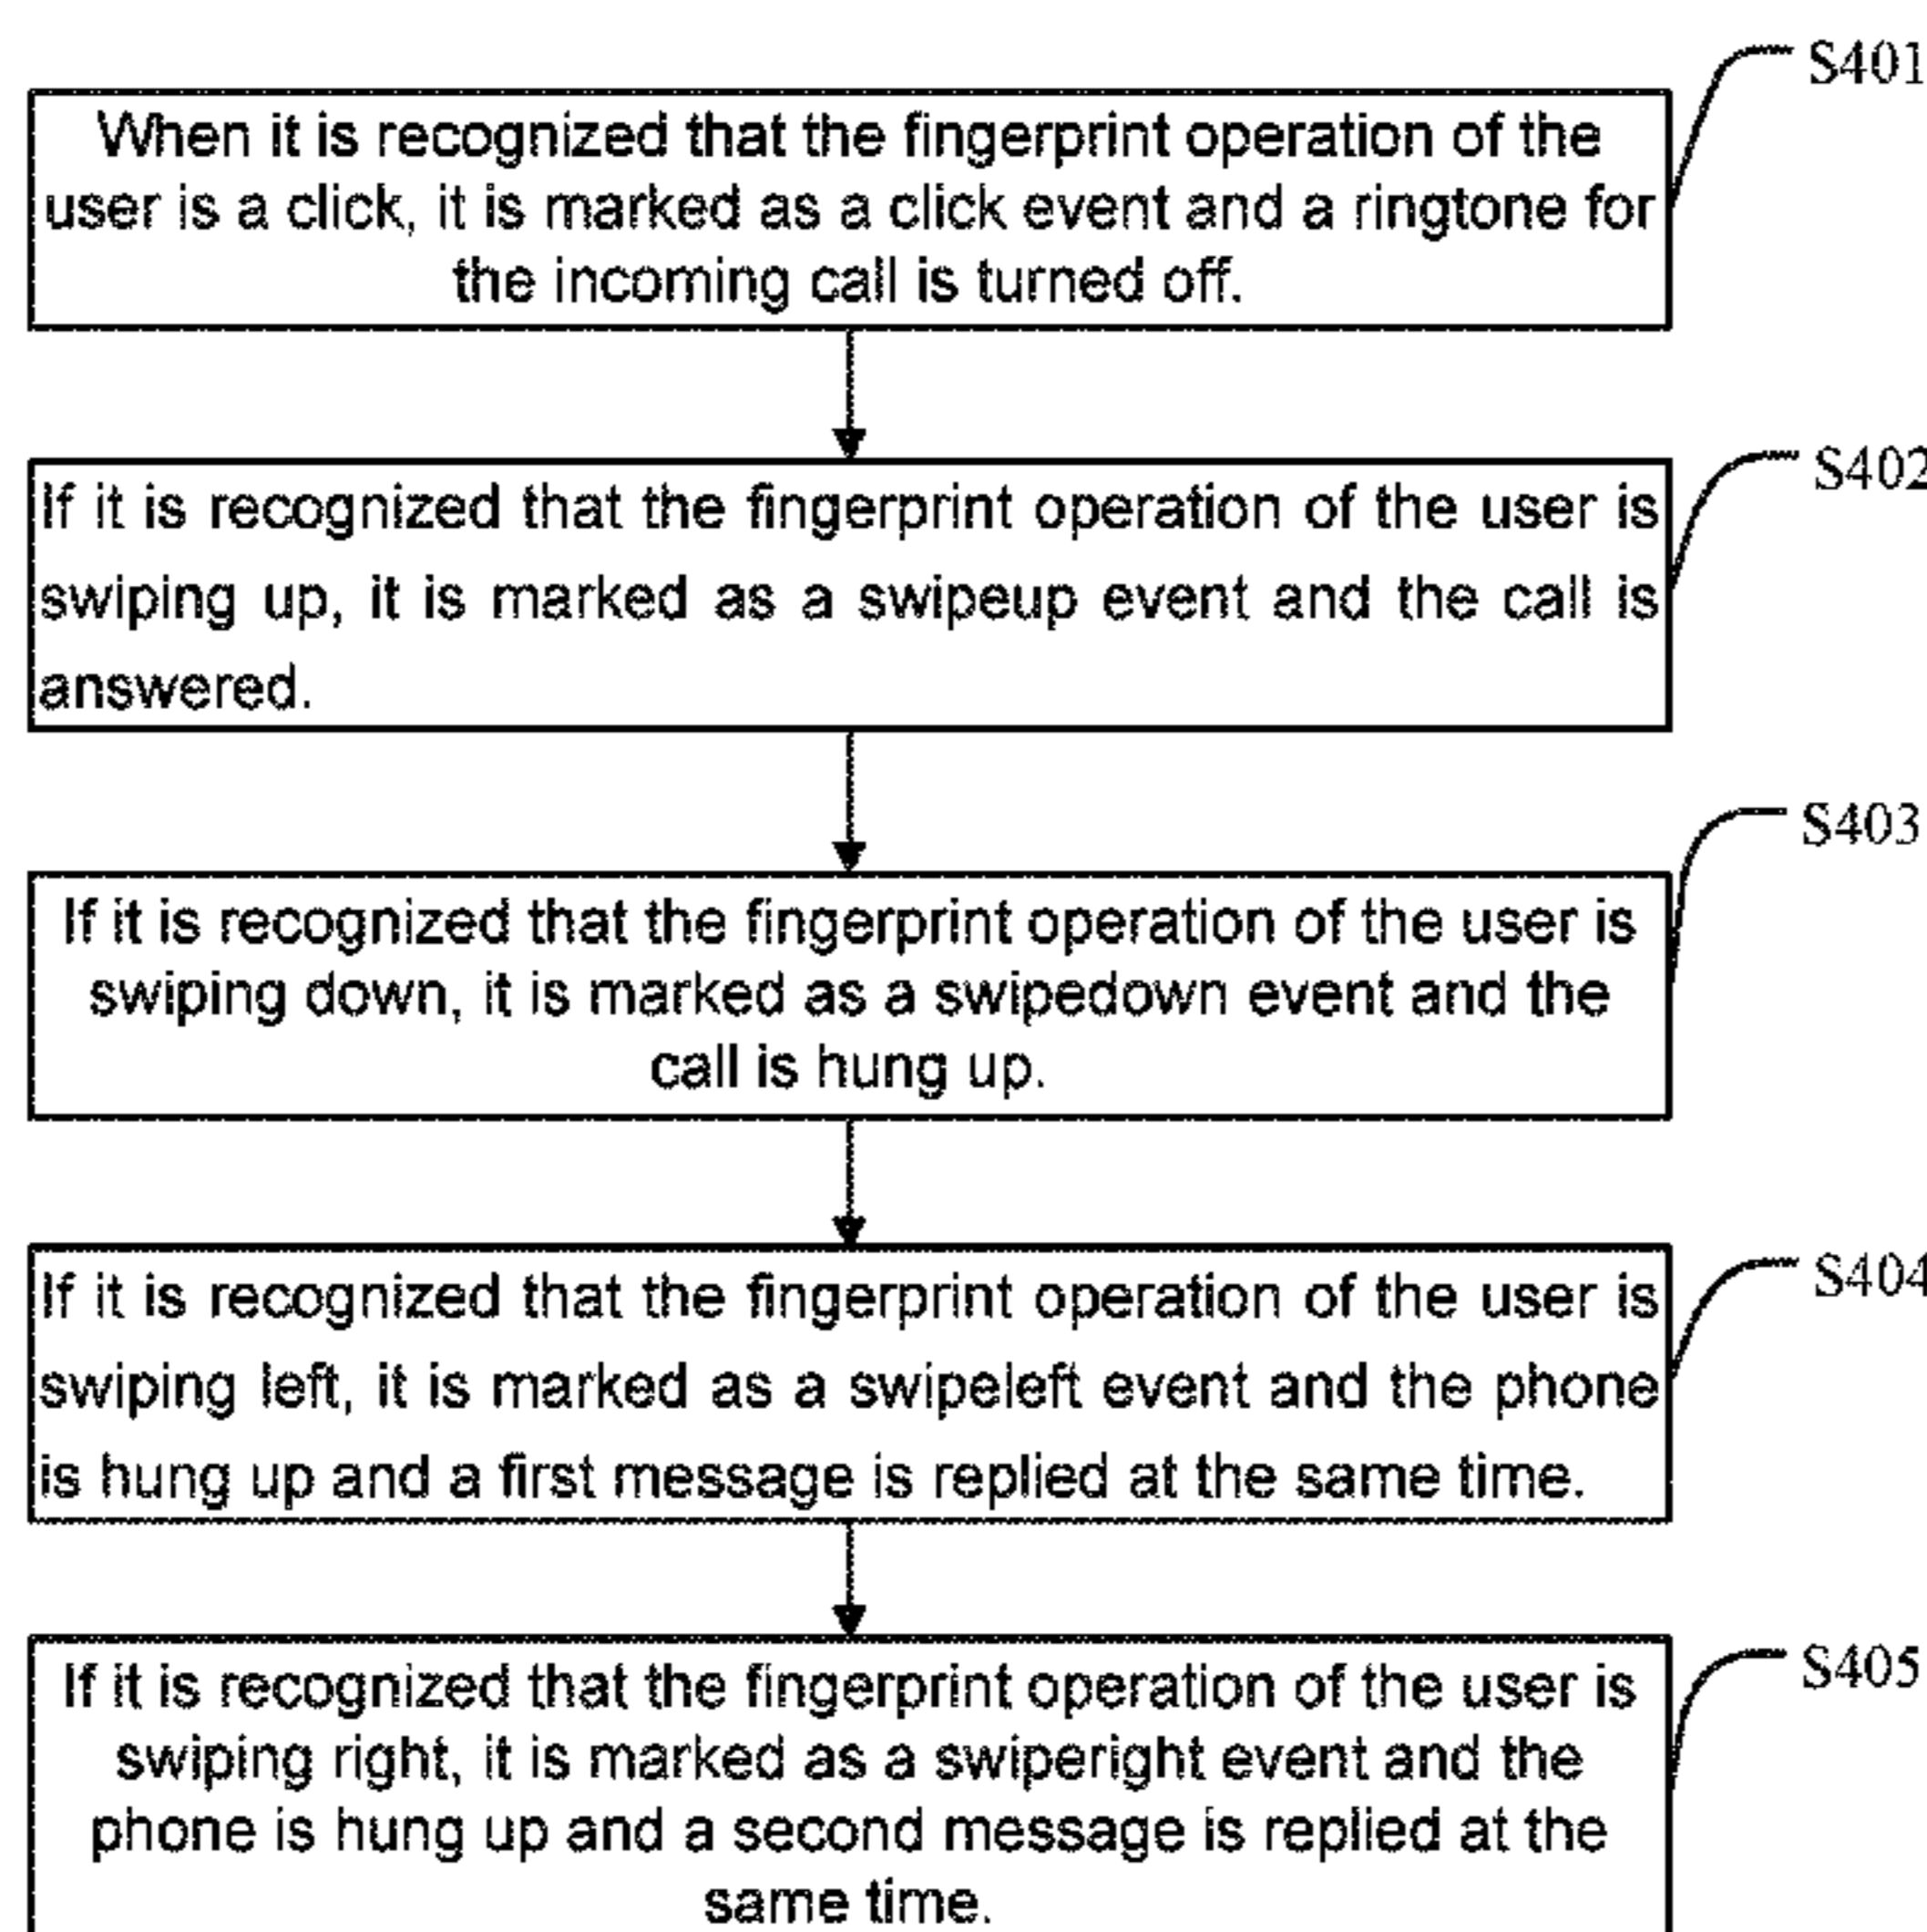 S401
When it is recognized that the fingerprint operation of the
user is a click, it is marked as a click event and a ringtone for
the incoming call is turned off.
S402
If it is recognized that the fingerprint operation of the user is
swiping up, it is marked as a swipeup event and the call is
answered.
S403
If it is recognized that the fingerprint operation of the user is
swiping down, it is marked as a swipedown event and the
call is hung up.
S404
If it is recognized that the fingerprint operation of the user is
swiping left, it is marked as a swipeleft event and the phone
is hung up and a first message is replied at the same time.
S405
If it is recognized that the fingerprint operation of the user is
swiping right, it is marked as a swiperight event and the
phone is hung up and a second message is replied at the
same time.